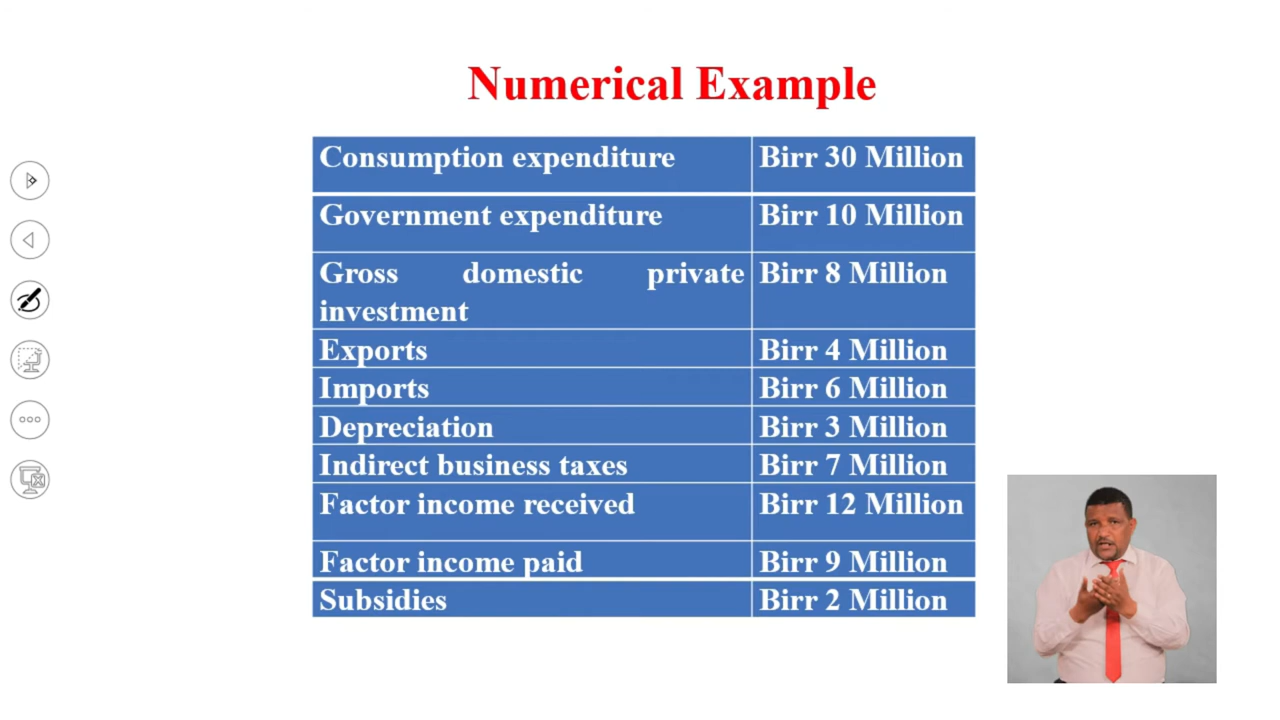 Numerical Example
Consumption expenditure Birr 30 Million
Government expenditure Birr 10 Million
Gross domestic private Birr 8 Million
investment
Exports Birr 4 Million
Imports Birr 6 Million
Depreciation Birr 3 Million
Indirect business taxes Birr 7 Million
Factor income received Birr 12 Million
Factor income paid Birr 9 Million
Subsidies Birr 2 Million